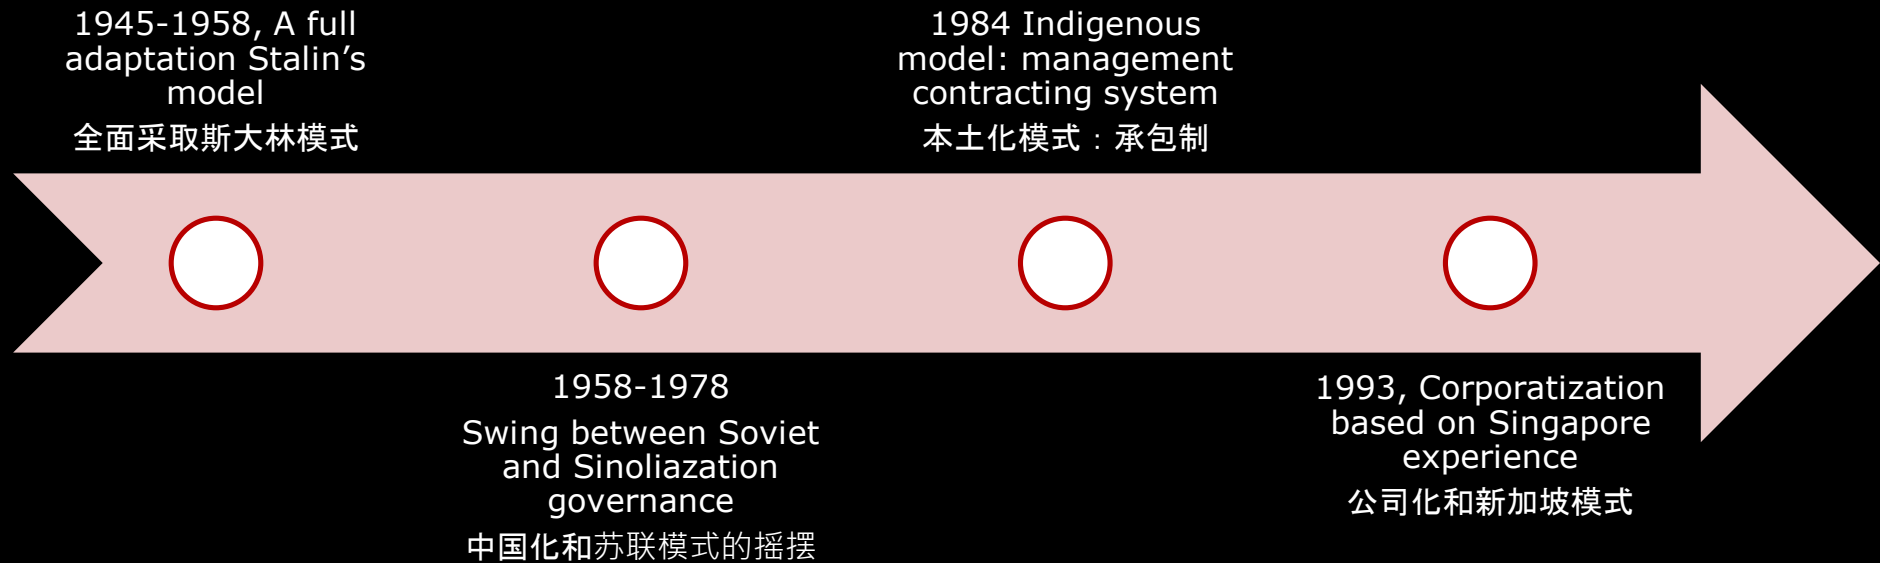 1945-1958, A full
adaptation Stalin’s
model
全面采取斯大林模式
1958-1978
Swing between Soviet
and Sinoliazation
governance
中国化和苏联模式的摇摆
1984 Indigenous
model: management
contracting system
本土化模式：承包制
1993, Corporatization
based on Singapore
experience
公司化和新加坡模式